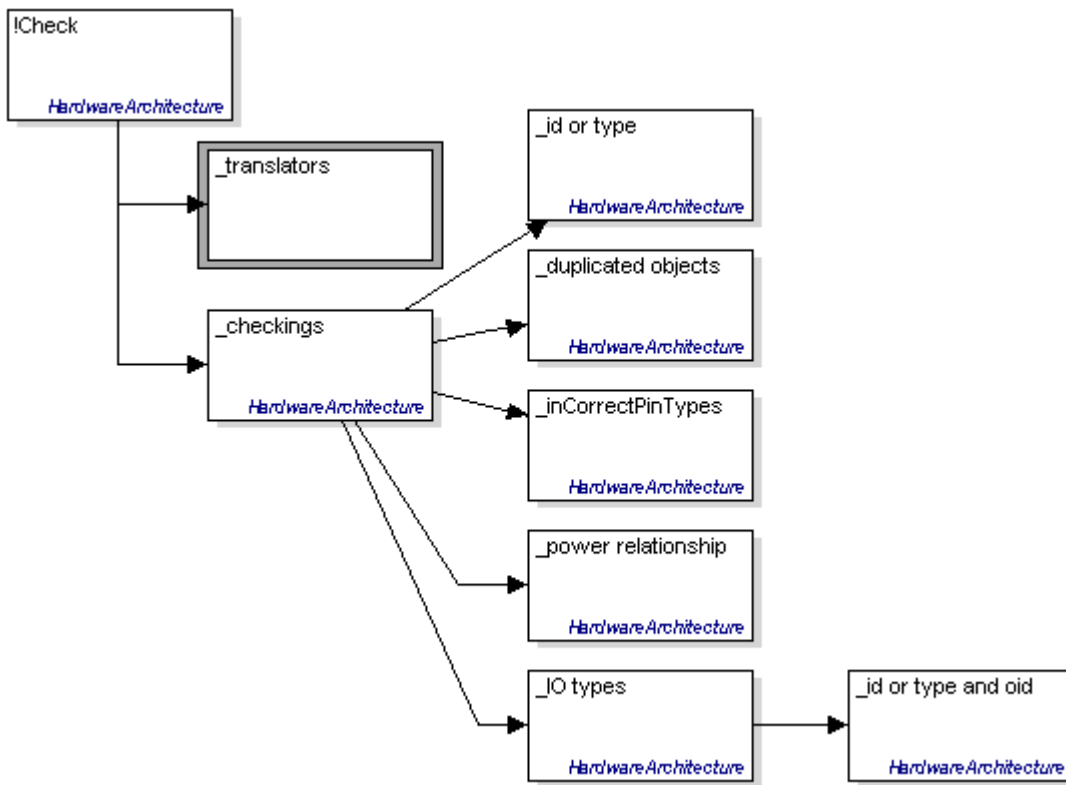 !Check
HardwareArchitecture
_translators
_id or type
HardwareArchitecture
_duplicated objects
HardwareArchitecture
_checkings
HardwareArchitecture
_inCorrectPinTypes
HardwareArchitecture
_power relationship
HardwareArchitecture
_IO types
HardwareArchitecture
_id or type and oid
HardwareArchitecture